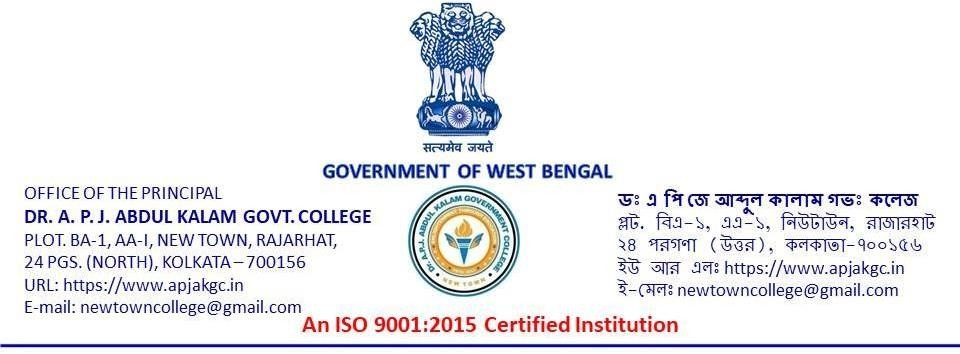 सत्यमेव जयते
GOVERNMENT OF WEST BENGAL
OFFICE OF THE PRINCIPAL
DR. A. P. J. ABDUL KALAM GOVT. COLLEGE
PLOT. BA-1, AA-I, NEW TOWN, RAJARHAT,
24 PGS. (NORTH), KOLKATA – 700156
URL: https://www.apjakgc.in
E-mail: newtowncollege@gmail.com
Dr. A.P.J. ABDUL KALAM GOVERNMENT COLLEGE
NEW TOWN
ডঃ এ পি জে আব্দুল কালাম গভঃ কলেজ
প্লট. বিএ-১, এএ-১, নিউটাউন, রাজারহাট
২৪ পরগণা (উত্তর), কলকাতা-৭০০১৫৬
ইউ আর এলঃ https://www.apjakgc.in
ই-মেলঃ newtowncollege@gmail.com
An ISO 9001:2015 Certified Institution